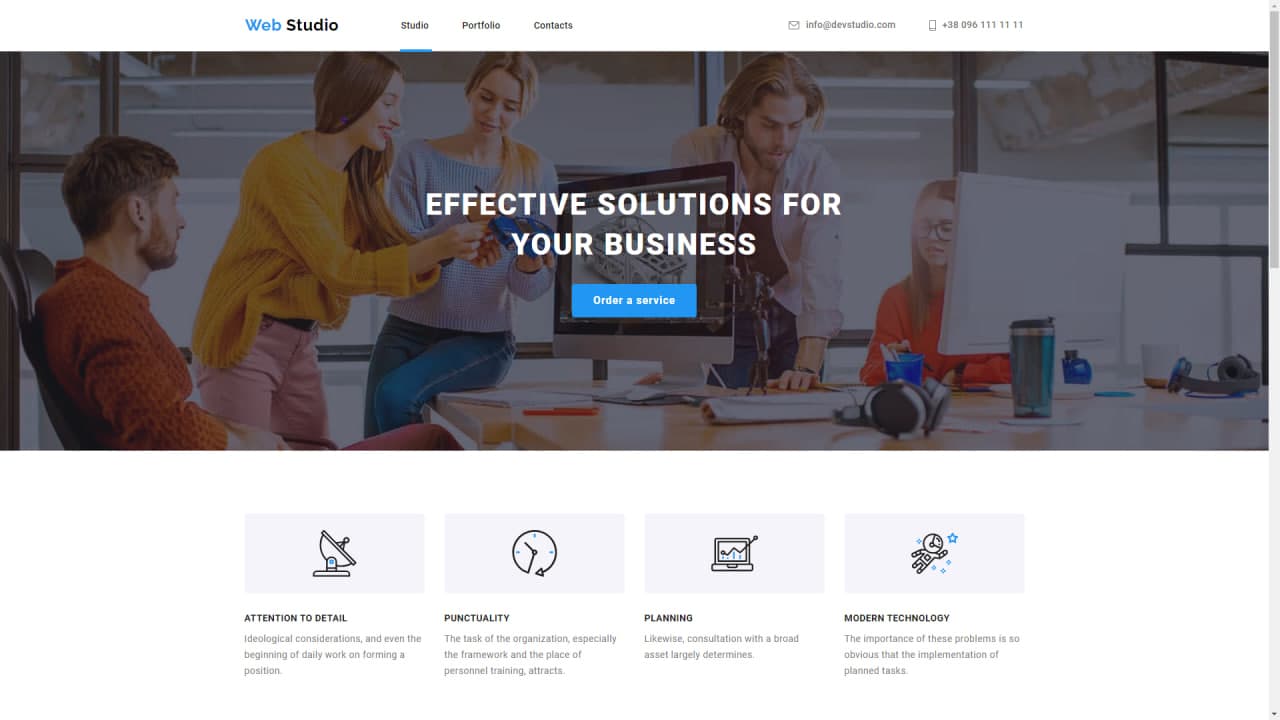 Web Studio
Studio
Portfolio
Contacts
info@devstudio.com
+38 096 111 11 11
EFFECTIVE SOLUTIONS FOR
YOUR BUSINESS
Order a service
ATTENTION TO DETAIL
Ideological considerations, and even the
beginning of daily work on forming a
position.
PUNCTUALITY
The task of the organization, especially
the framework and the place of
personnel training, attracts.
PLANNING
Likewise, consultation with a broad
asset largely determines.
MODERN TECHNOLOGY
The importance of these problems is so
obvious that the implementation of
planned tasks.